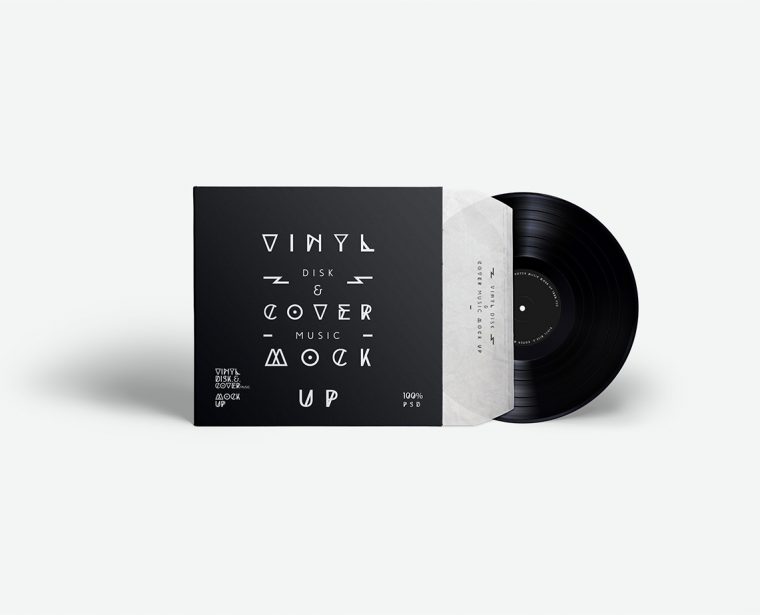 VINYL
DISK
&
COVER
MUSIC
MOCK
UP
VINYL
DISK &
COVER MUSIC
MOCK
UP
100%
PSD
VINYL DISK
&
COVER MUSIC MOCK UP